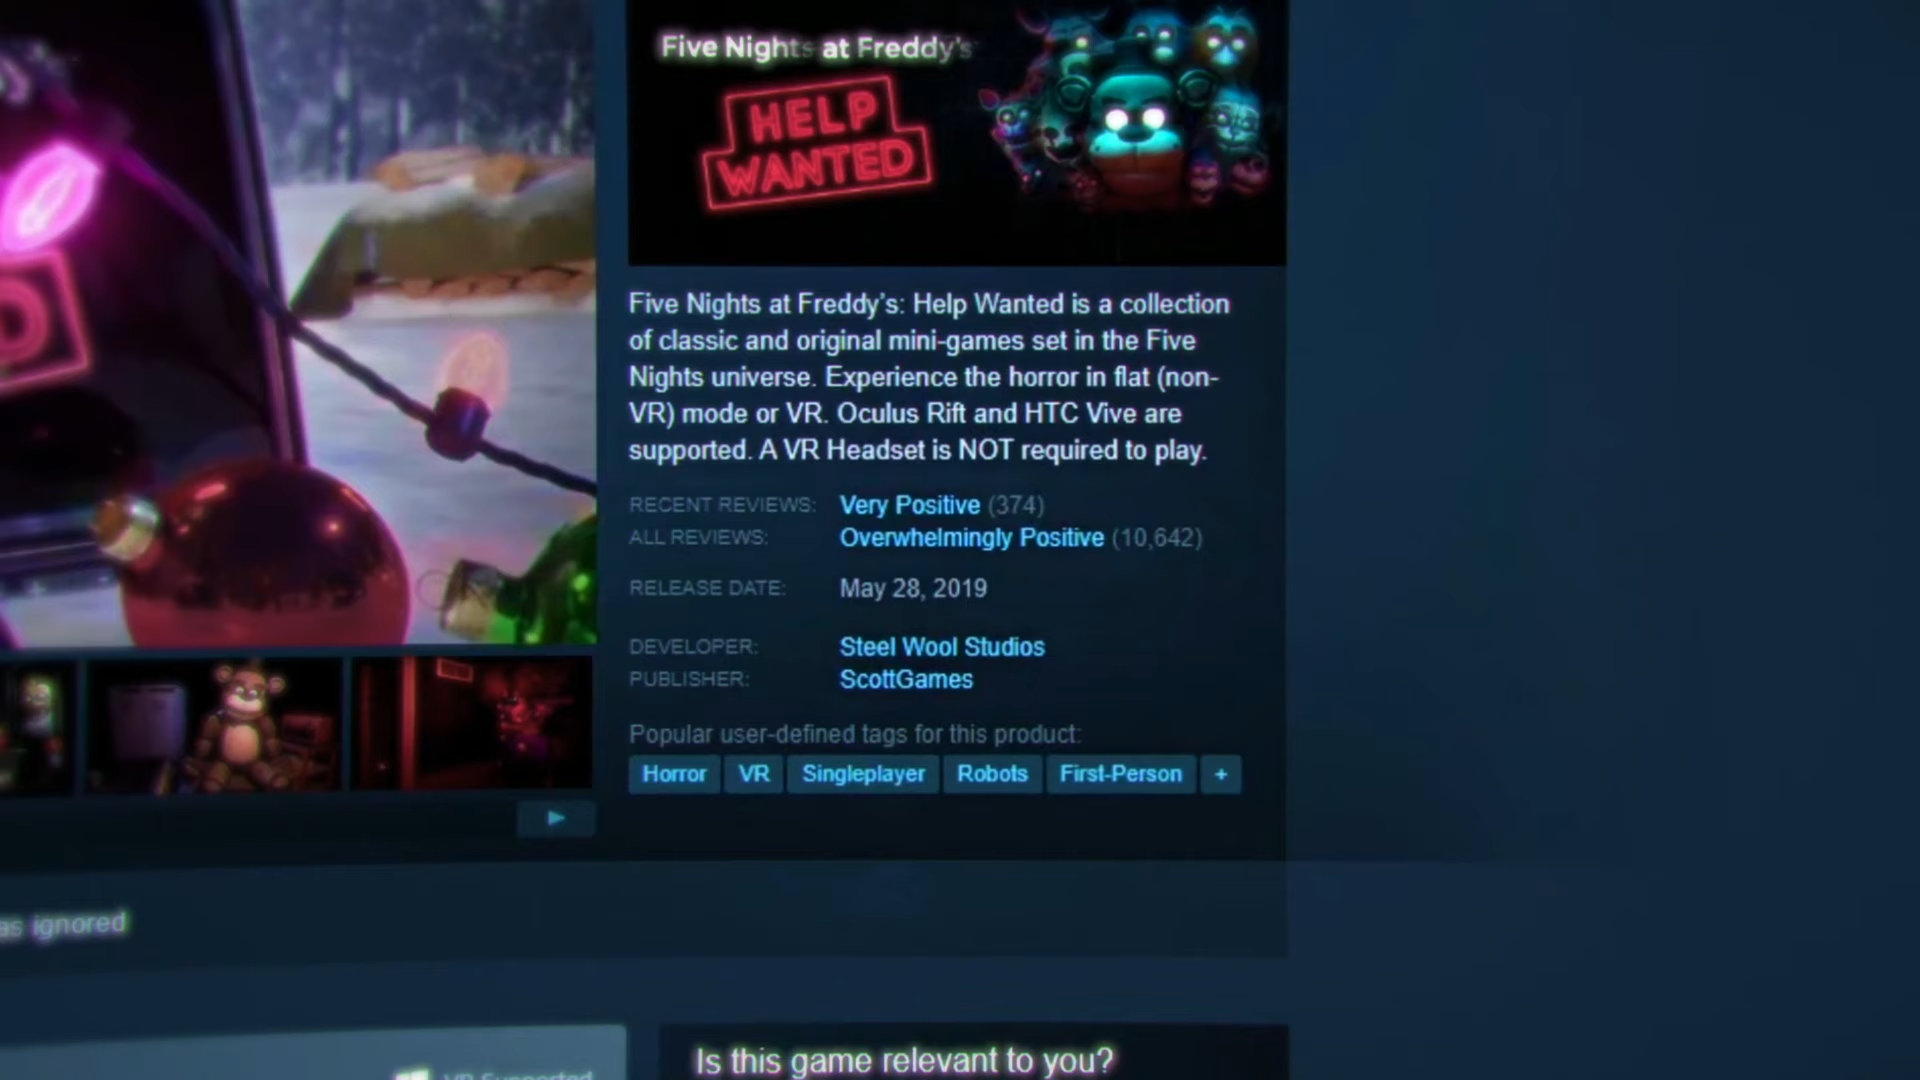 Five Nights at Freddy's
HELP
WANTED
Five Nights at Freddy's: Help Wanted is a collection
of classic and original mini-games set in the Five
Nights universe. Experience the horror in flat (non-
VR) mode or VR. Oculus Rift and HTC Vive are
supported. A VR Headset is NOT required to play.
RECENT REVIEWS: Very Positive (374)
ALL REVIEWS: Overwhelmingly Positive (10,642)
RELEASE DATE: May 28, 2019
DEVELOPER: Steel Wool Studios
PUBLISHER: ScottGames
Popular user-defined tags for this product:
Horror VR Singleplayer Robots First-Person +
as ignored
VR Supported
Is this game relevant to you?